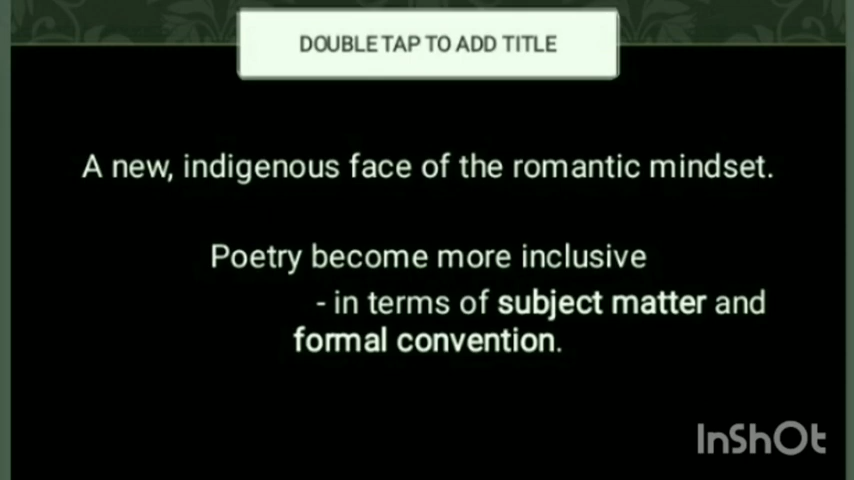 DOUBLE TAP TO ADD TITLE
A new, indigenous face of the romantic mindset.
Poetry become more inclusive
- in terms of subject matter and
formal convention.
InShOt